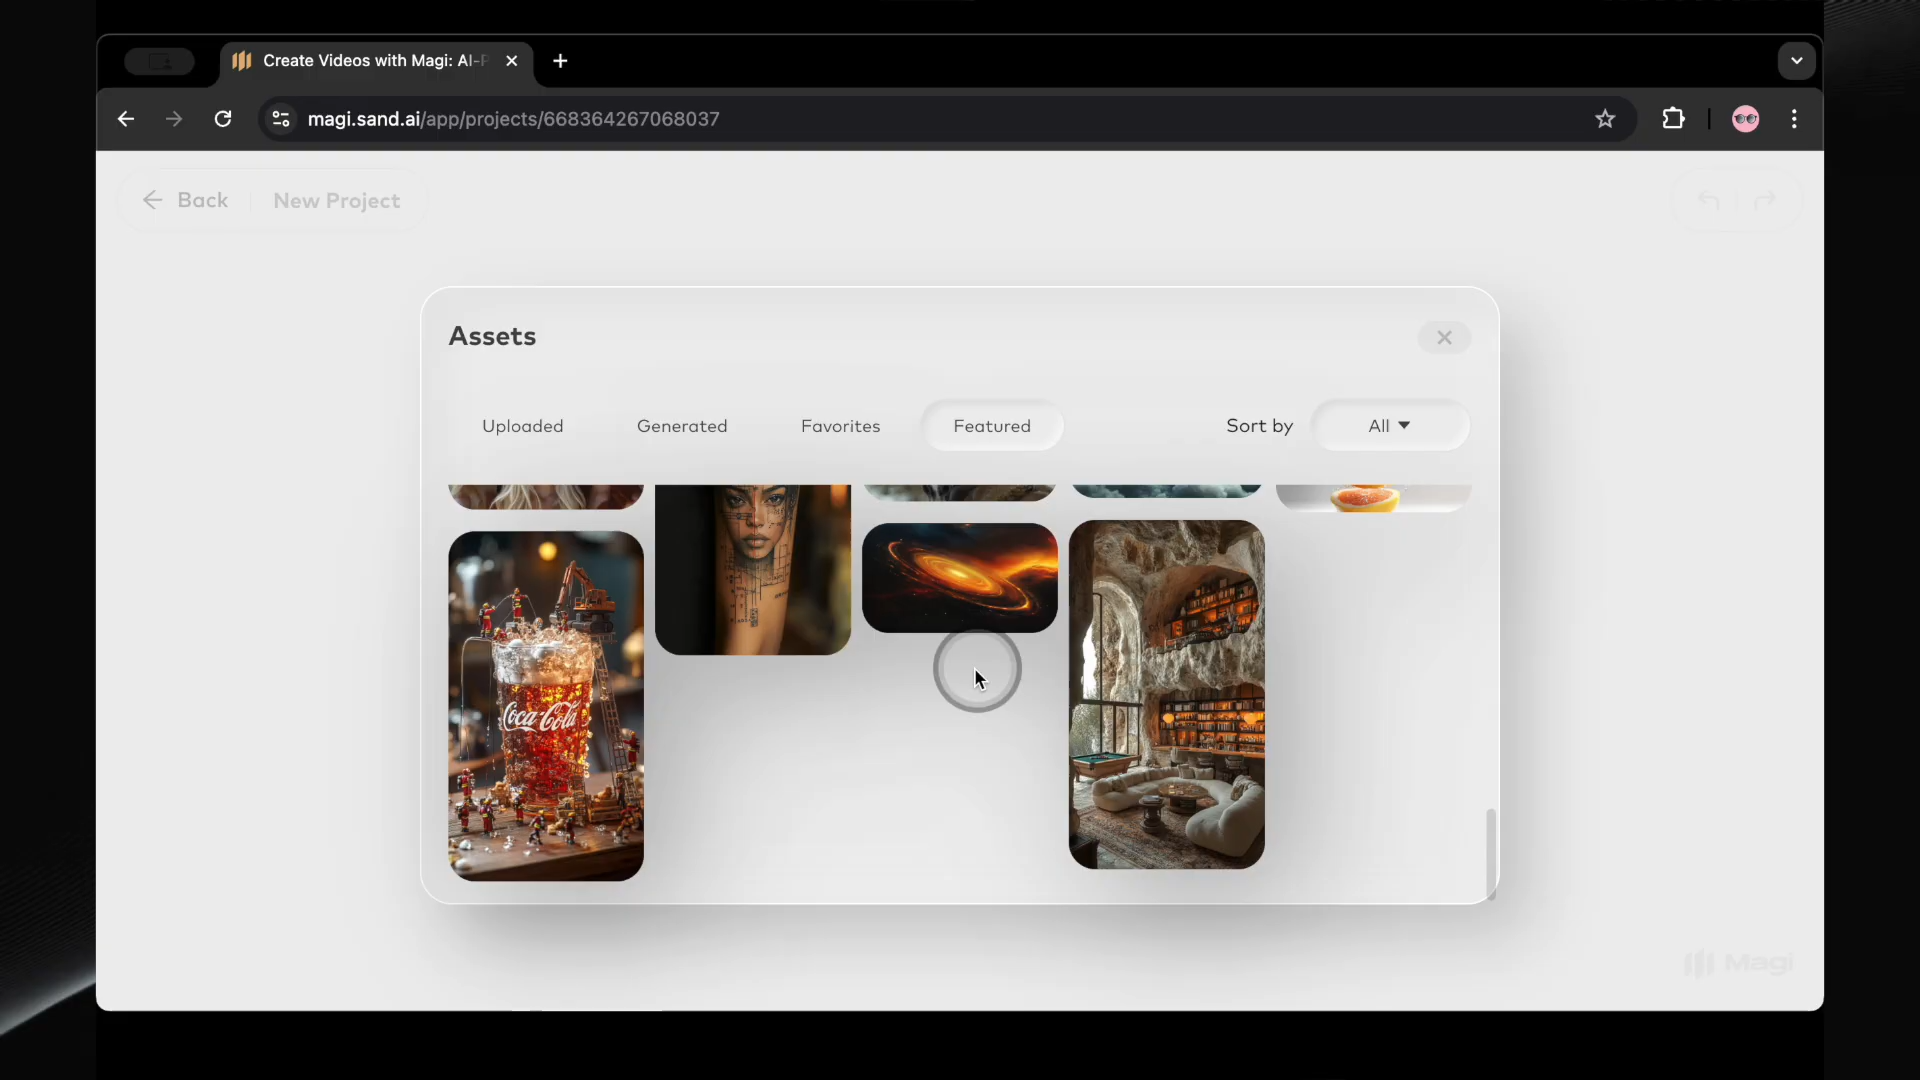 Create Videos with Magi: AI-P
magi.sand.ai/app/projects/668364267068037
Back
New Project
Assets
Uploaded
Generated
Favorites
Featured
Sort by
All
Coca-Cola
Magi